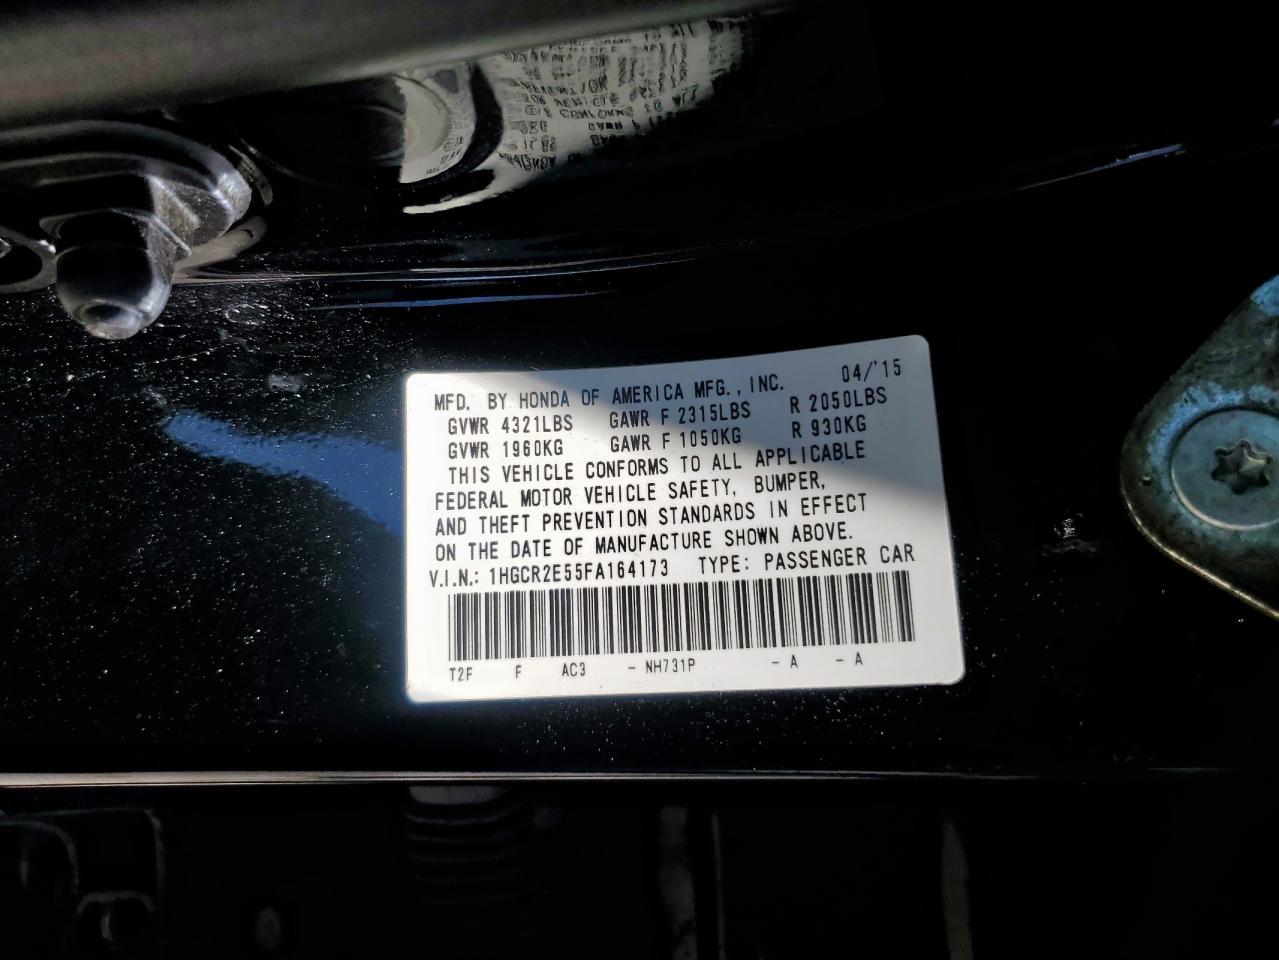 MFD. BY HONDA OF AMERICA MFG., INC. 04/'15
GVWR 4321LBS GAWR F 2315LBS R 2050LBS
GVWR 1960KG GAWR F 1050KG R 930KG
THIS VEHICLE CONFORMS TO ALL APPLICABLE
FEDERAL MOTOR VEHICLE SAFETY, BUMPER,
AND THEFT PREVENTION STANDARDS IN EFFECT
ON THE DATE OF MANUFACTURE SHOWN ABOVE.
V.I.N.: 1HGCR2E55FA164173 TYPE: PASSENGER CAR
T2F F AC3 - NH731P - A - A